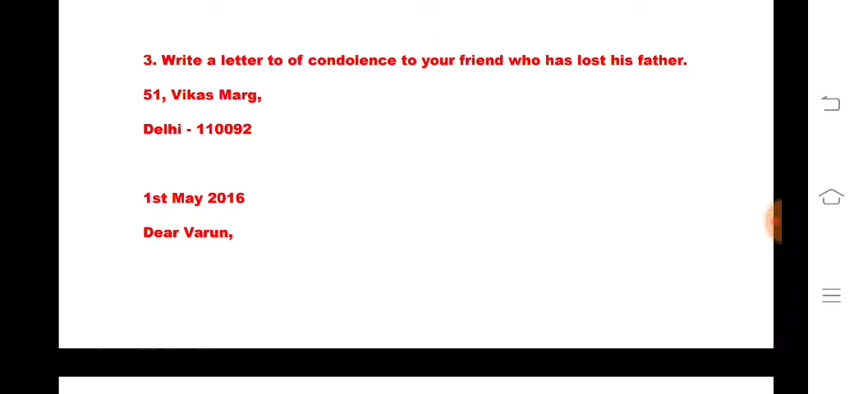 3. Write a letter to of condolence to your friend who has lost his father.
51, Vikas Marg,
Delhi - 110092
1st May 2016
Dear Varun,